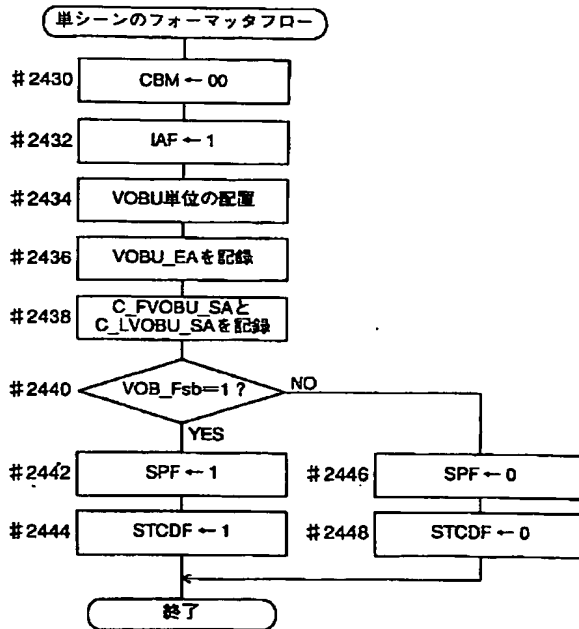 単シーンのフォーマッタフロー
#2430 CBM ← 00
#2432 IAF ← 1
#2434 VOBU単位の配置
#2436 VOBU_EAを記録
#2438 C_FVOBU_SAと
C_LVOBU_SAを記録
#2440 VOB_Fsb=1 ? NO
YES
#2442 SPF ← 1 #2446 SPF ← 0
#2444 STCDF ← 1 #2448 STCDF ← 0
終了